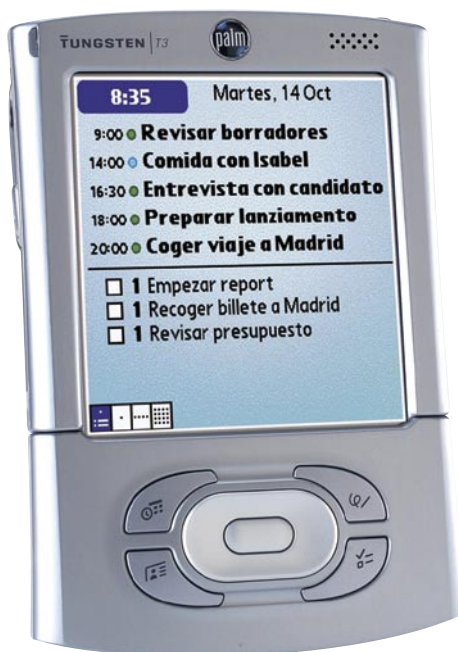 TUNGSTEN | T3
palm
8:35 Martes, 14 Oct
9:00 Revisar borradores
14:00 Comida con Isabel
16:30 Entrevista con candidato
18:00 Preparar lanziamento
20:00 Coger viaje a Madrid
1 Empezar report
1 Recoger billete a Madrid
1 Revisar presupuesto